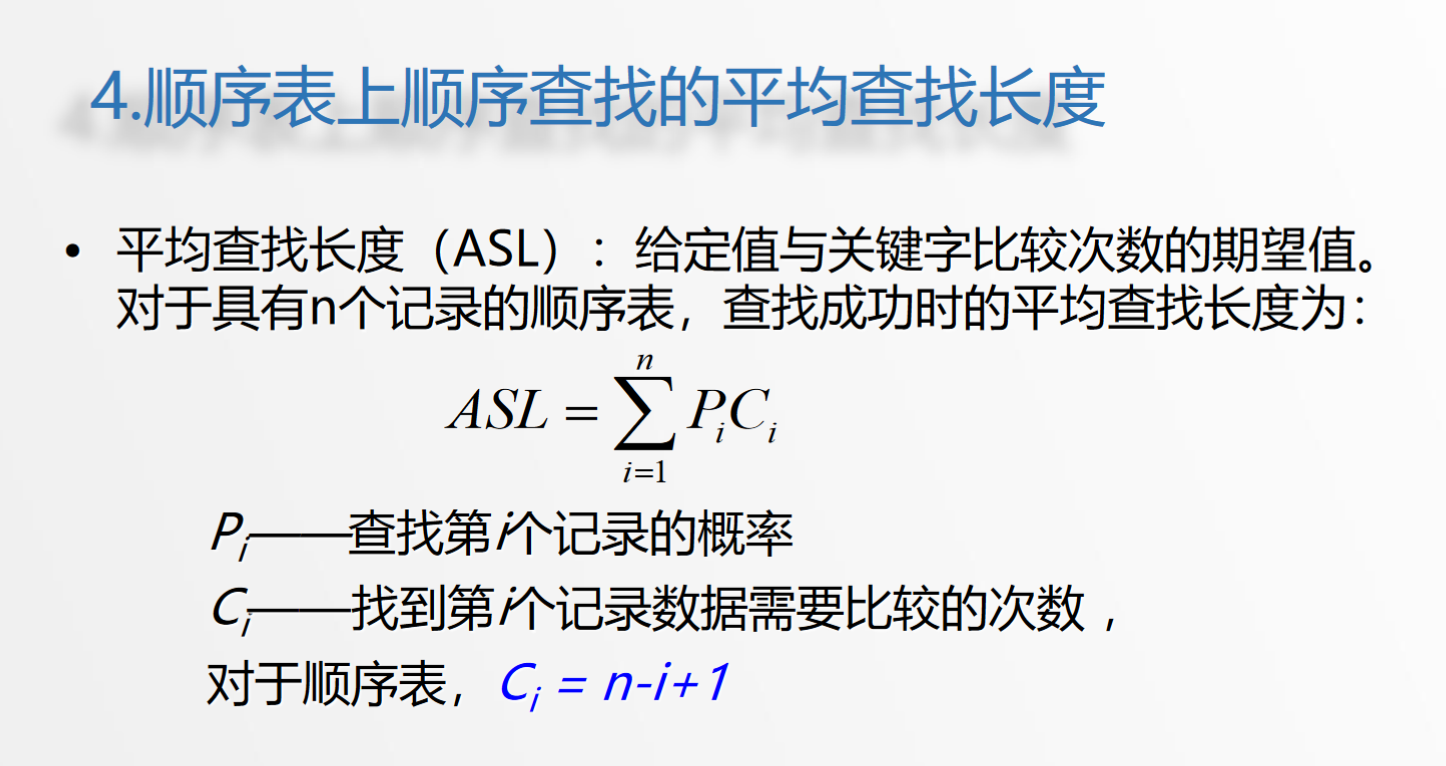 4.顺序表上顺序查找的平均查找长度
• 平均查找长度（ASL）：给定值与关键字比较次数的期望值。
对于具有n个记录的顺序表，查找成功时的平均查找长度为：
ASL = \sum_{i=1}^{n} P_i C_i
P_i——查找第i个记录的概率
C_i——找到第i个记录数据需要比较的次数，
对于顺序表，C_i = n-i+1